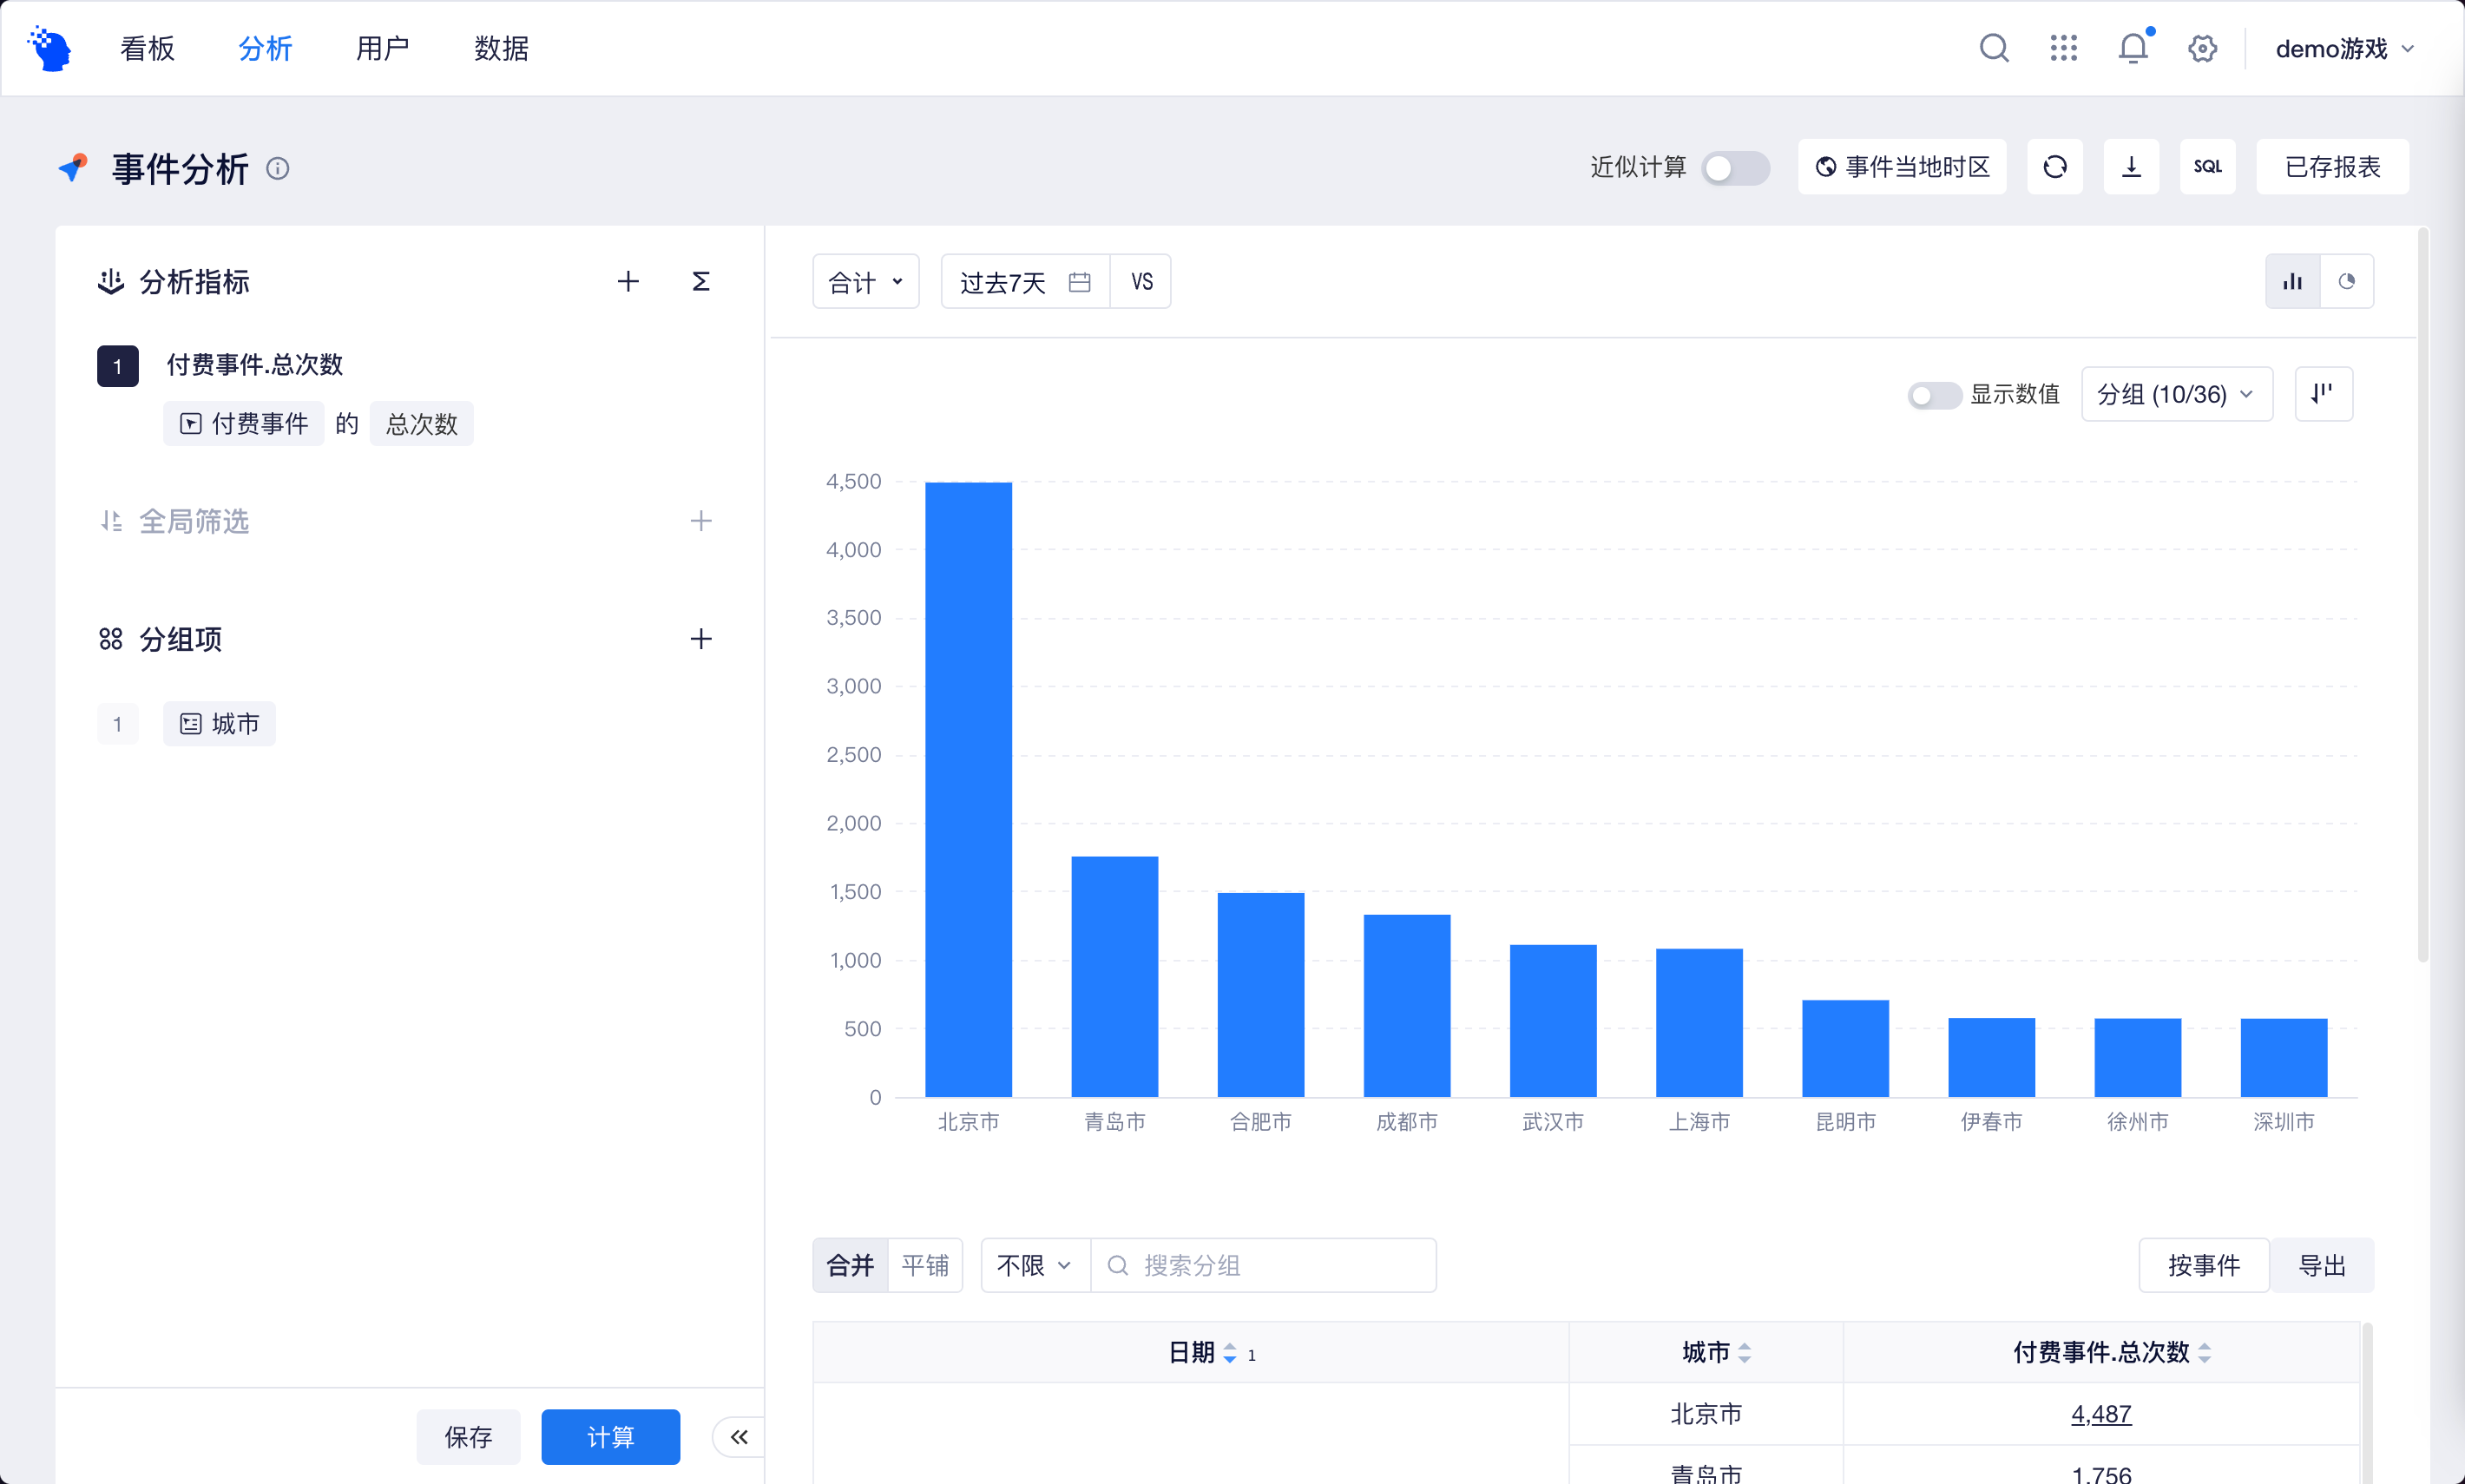 看板 分析 用户 数据 demo游戏
事件分析 近似计算 事件当地时区 SQL 已存报表
分析指标
1 付费事件.总次数
付费事件 的 总次数
全局筛选
分组项
1 城市
保存 计算
合计 过去7天 VS
显示数值 分组 (10/36)
4,500
4,000
3,500
3,000
2,500
2,000
1,500
1,000
500
0
北京市 青岛市 合肥市 成都市 武汉市 上海市 昆明市 伊春市 徐州市 深圳市
合并 平铺 不限 搜索分组 按事件 导出
日期 1 城市 付费事件.总次数
北京市 4,487
青岛市 1,756